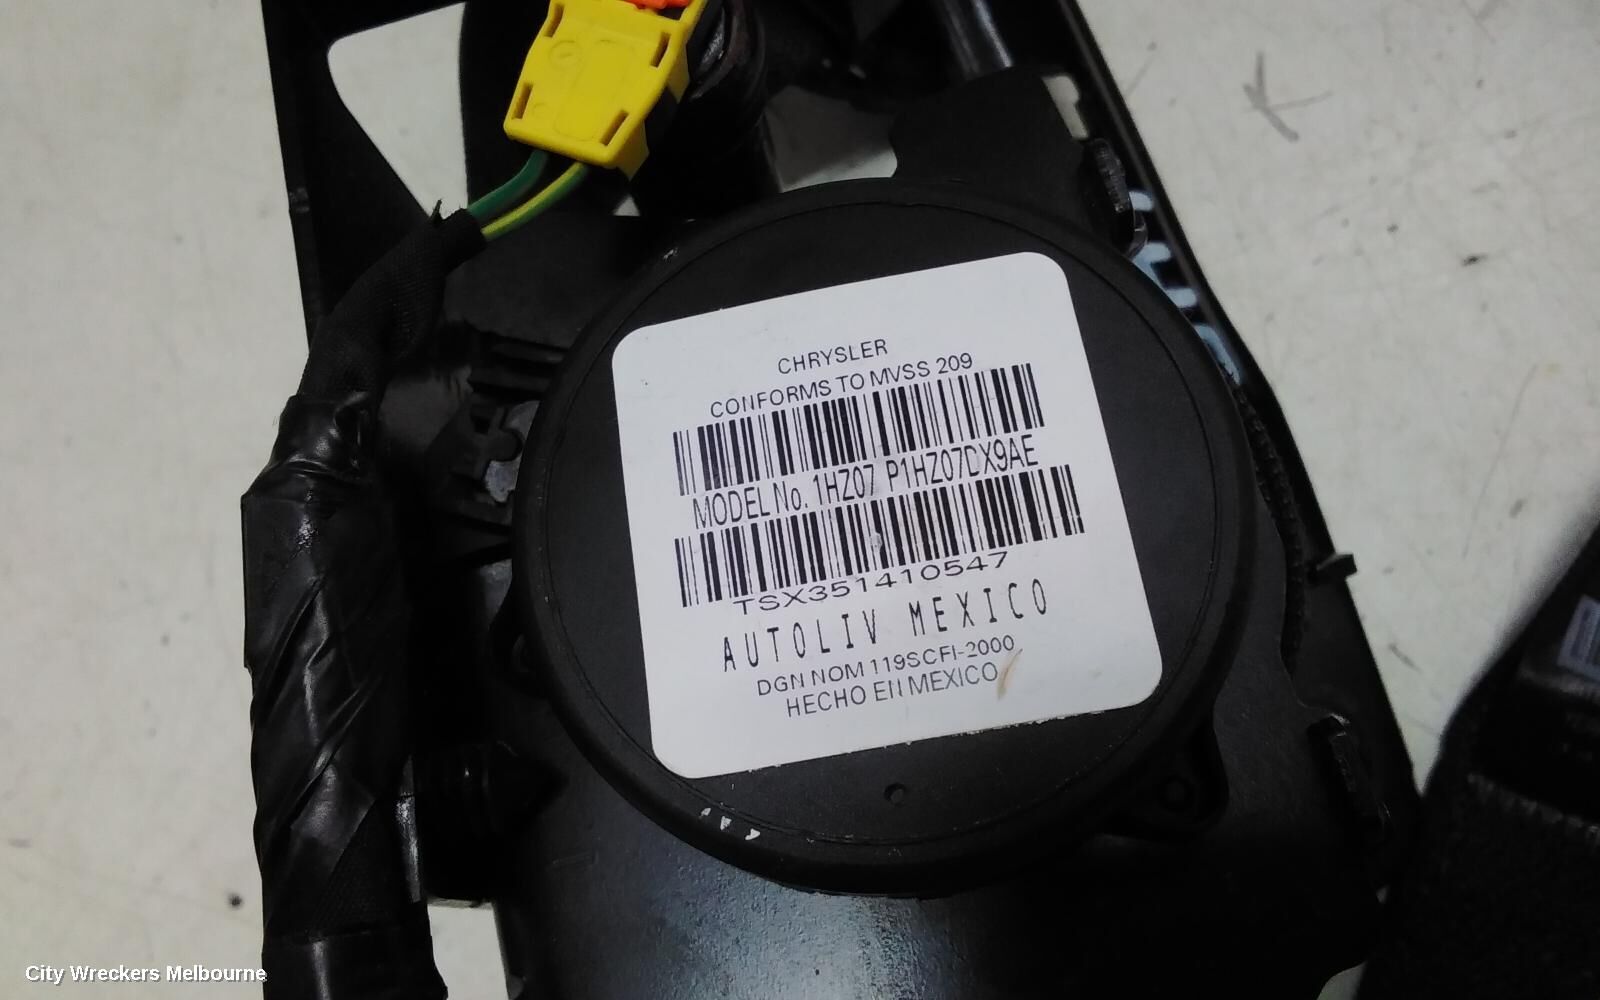 CHRYSLER
CONFORMS TO MVSS 209
MODEL No. 1HZ07 P1HZ07DX9AE
TSX351410547
AUTOLIV MEXICO
DGN NOM 119SCFI-2000
HECHO EN MEXICO
City Wreckers Melbourne